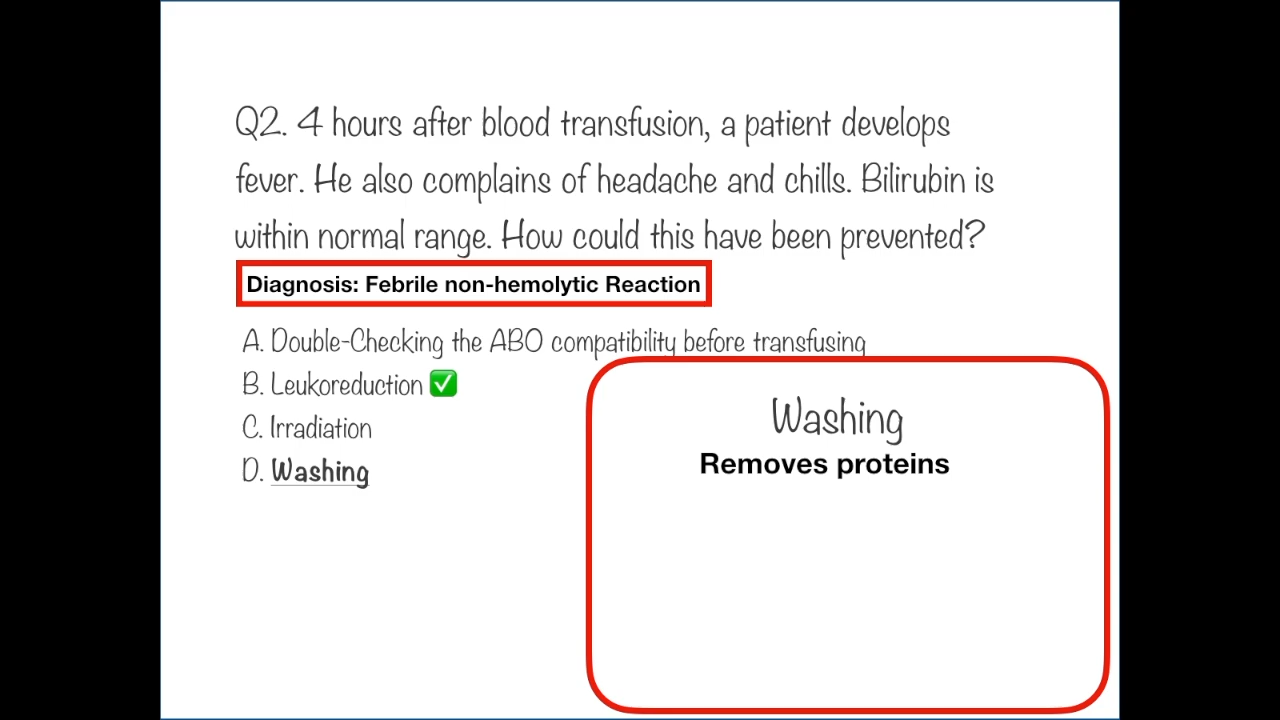 Q2. 4 hours after blood transfusion, a patient develops
fever. He also complains of headache and chills. Bilirubin is
within normal range. How could this have been prevented?
Diagnosis: Febrile non-hemolytic Reaction
A. Double-Checking the ABO compatibility before transfusing
B. Leukoreduction ✅
C. Irradiation
D. Washing
Washing
Removes proteins